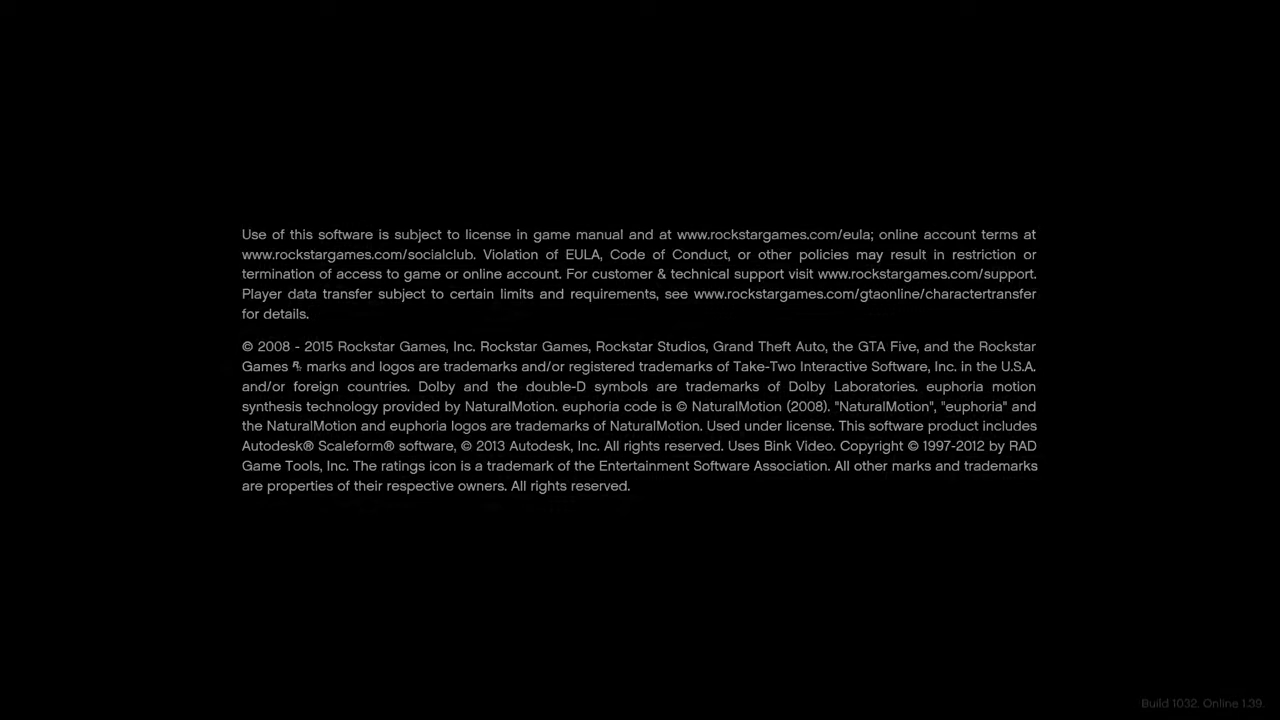 Use of this software is subject to license in game manual and at www.rockstargames.com/eula; online account terms at
www.rockstargames.com/socialclub. Violation of EULA, Code of Conduct, or other policies may result in restriction or
termination of access to game or online account. For customer & technical support visit www.rockstargames.com/support.
Player data transfer subject to certain limits and requirements, see www.rockstargames.com/gtaonline/charactertransfer
for details.
© 2008 - 2015 Rockstar Games, Inc. Rockstar Games, Rockstar Studios, Grand Theft Auto, the GTA Five, and the Rockstar
Games R* marks and logos are trademarks and/or registered trademarks of Take-Two Interactive Software, Inc. in the U.S.A.
and/or foreign countries. Dolby and the double-D symbols are trademarks of Dolby Laboratories. euphoria motion
synthesis technology provided by NaturalMotion. euphoria code is © NaturalMotion (2008). "NaturalMotion", "euphoria" and
the NaturalMotion and euphoria logos are trademarks of NaturalMotion. Used under license. This software product includes
Autodesk® Scaleform® software, © 2013 Autodesk, Inc. All rights reserved. Uses Bink Video. Copyright © 1997-2012 by RAD
Game Tools, Inc. The ratings icon is a trademark of the Entertainment Software Association. All other marks and trademarks
are properties of their respective owners. All rights reserved.
Build 1032. Online 1.39.